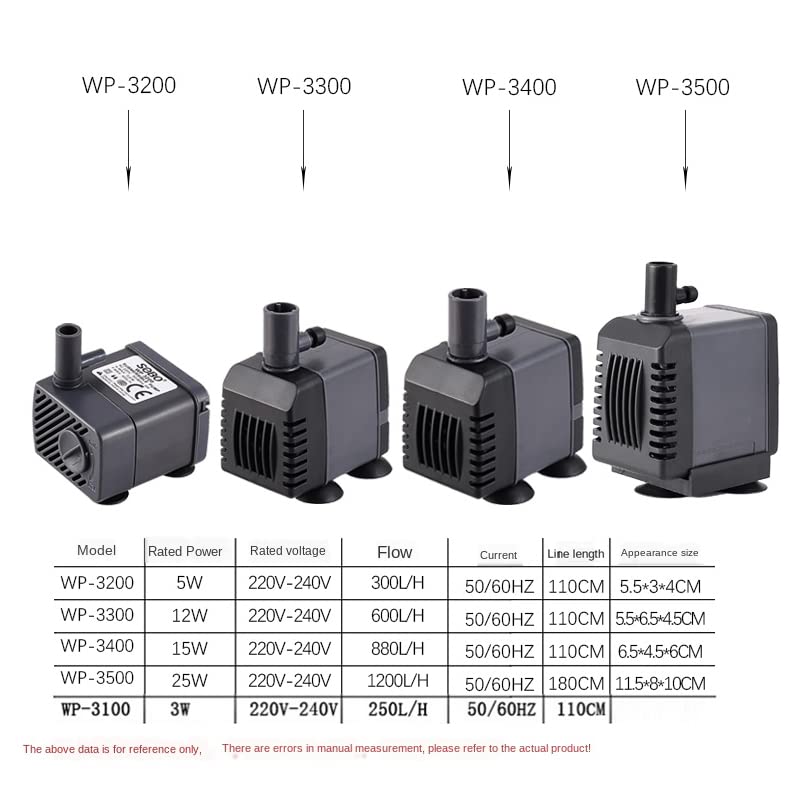 WP-3200 WP-3300 WP-3400 WP-3500
SOBO
CE
Model Rated Power Rated voltage Flow Current Line length Appearance size
WP-3200 5W 220V-240V 300L/H 50/60HZ 110CM 5.5*3*4CM
WP-3300 12W 220V-240V 600L/H 50/60HZ 110CM 5.5*6.5*4.5CM
WP-3400 15W 220V-240V 880L/H 50/60HZ 110CM 6.5*4.5*6CM
WP-3500 25W 220V-240V 1200L/H 50/60HZ 180CM 11.5*8*10CM
WP-3100 3W 220V-240V 250L/H 50/60HZ 110CM
The above data is for reference only, There are errors in manual measurement, please refer to the actual product!